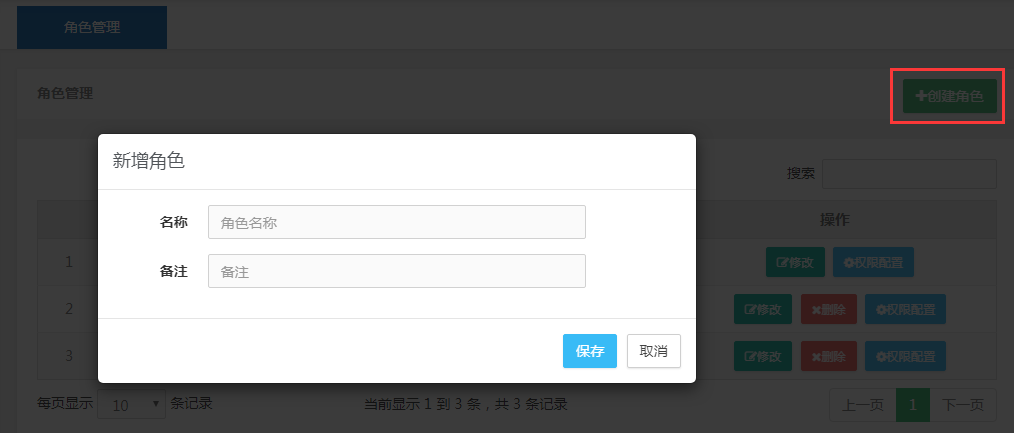 角色管理
角色管理
创建角色
新增角色
搜索
名称
角色名称
操作
备注
备注
1
修改
权限配置
2
修改
删除
权限配置
保存
取消
3
修改
删除
权限配置
每页显示 10 条记录
当前显示 1 到 3 条，共 3 条记录
上一页 1 下一页